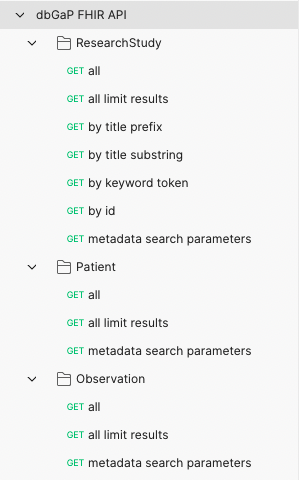 dbGaP FHIR API
ResearchStudy
GET all
GET all limit results
GET by title prefix
GET by title substring
GET by keyword token
GET by id
GET metadata search parameters
Patient
GET all
GET all limit results
GET metadata search parameters
Observation
GET all
GET all limit results
GET metadata search parameters